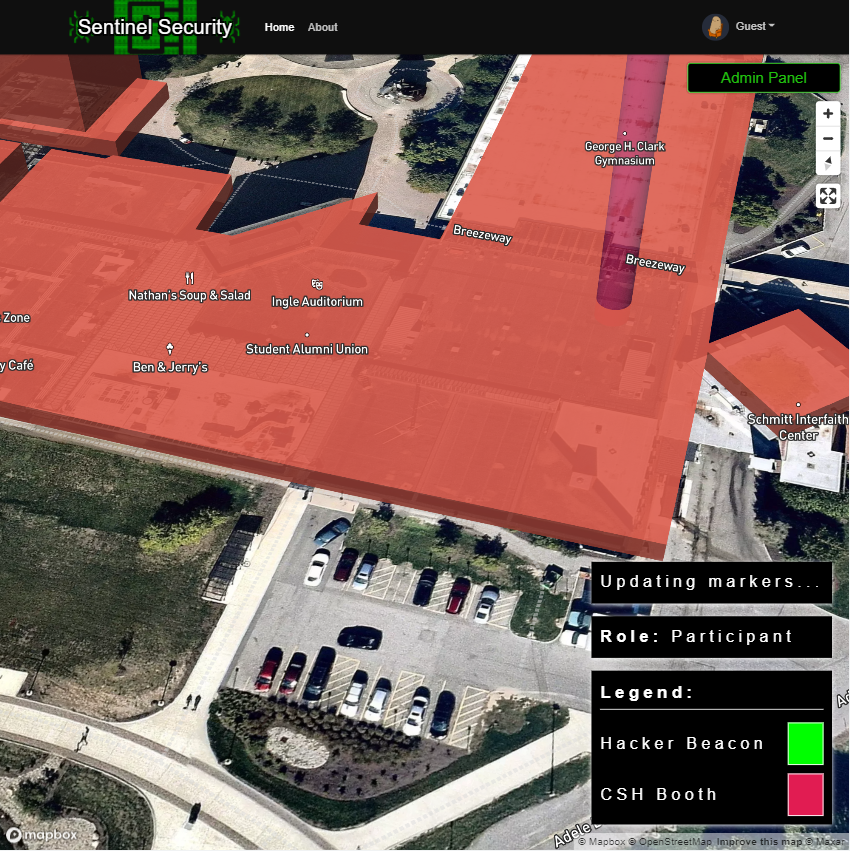 Sentinel Security
Home
About
Guest
Admin Panel
George H. Clark
Gymnasium
Breezeway
Breezeway
Nathan's Soup & Salad
Ingle Auditorium
Zone
Student Alumni Union
Ben & Jerry's
y Café
Schmitt Interfaith
Center
Updating markers...
Role: Participant
Legend:
Hacker Beacon
CSH Booth
Adele
mapbox
© Mapbox © OpenStreetMap Improve this map © Maxar